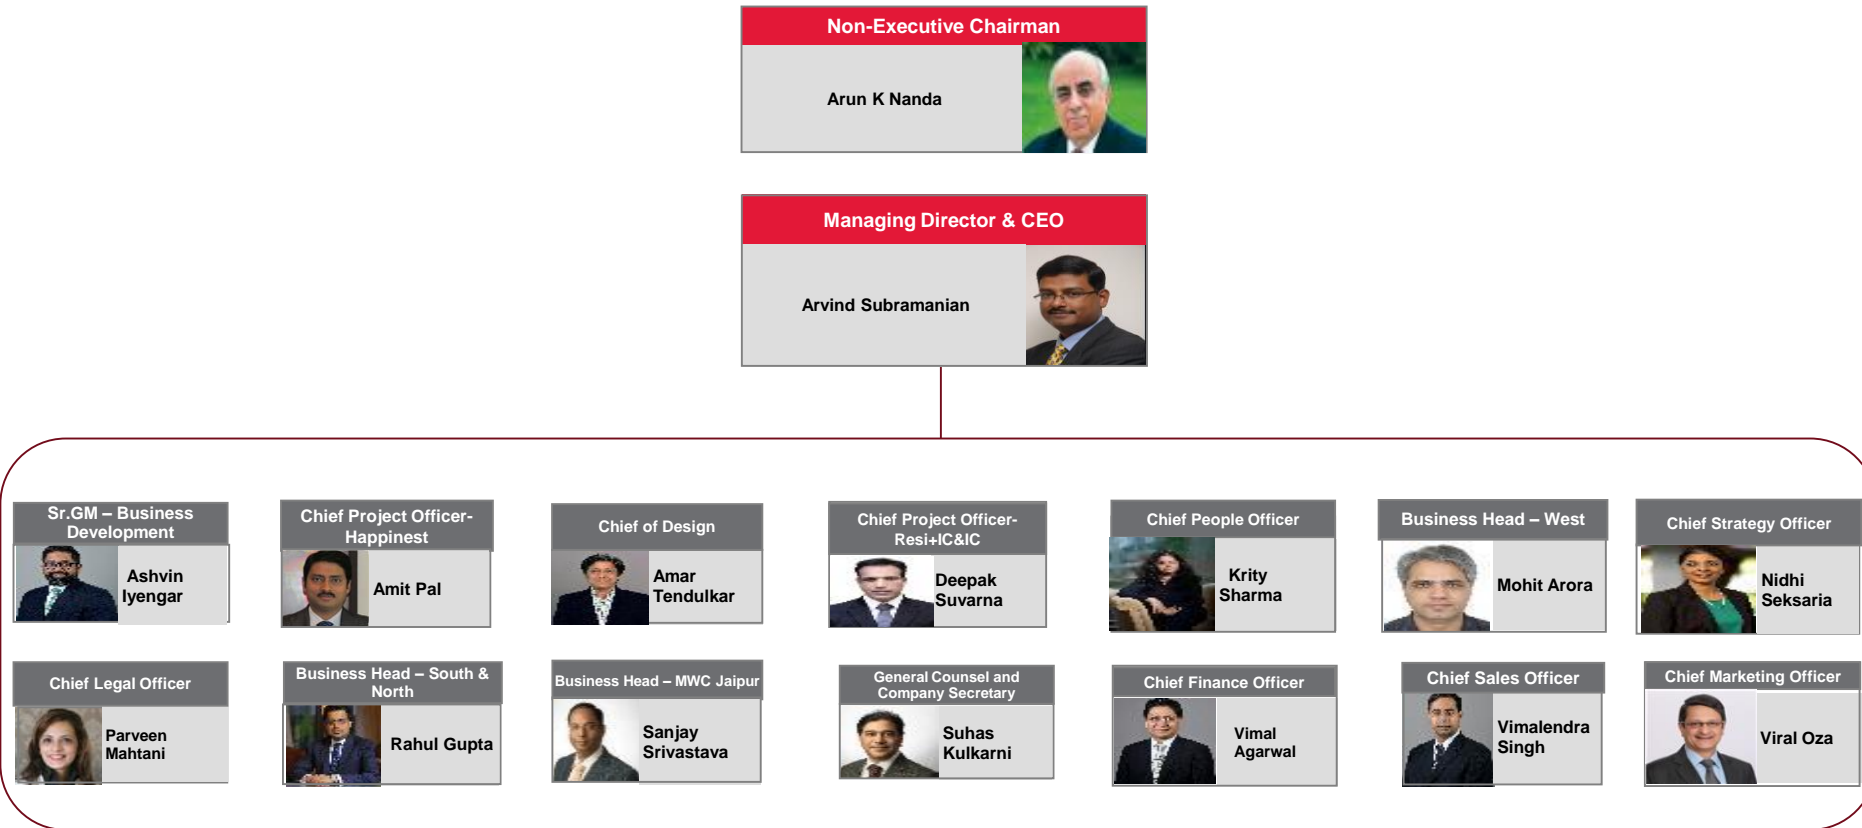 Non-Executive Chairman
Arun K Nanda
Managing Director & CEO
Arvind Subramanian
Sr.GM – Business
Development
Ashvin
Iyengar
Chief Project Officer-
Happinest
Amit Pal
Chief of Design
Amar
Tendulkar
Chief Project Officer-
Resi+IC&IC
Deepak
Suvarna
Chief People Officer
Krity
Sharma
Business Head – West
Mohit Arora
Chief Strategy Officer
Nidhi
Seksaria
Chief Legal Officer
Parveen
Mahtani
Business Head – South &
North
Rahul Gupta
Business Head – MWC Jaipur
Sanjay
Srivastava
General Counsel and
Company Secretary
Suhas
Kulkarni
Chief Finance Officer
Vimal
Agarwal
Chief Sales Officer
Vimalendra
Singh
Chief Marketing Officer
Viral Oza